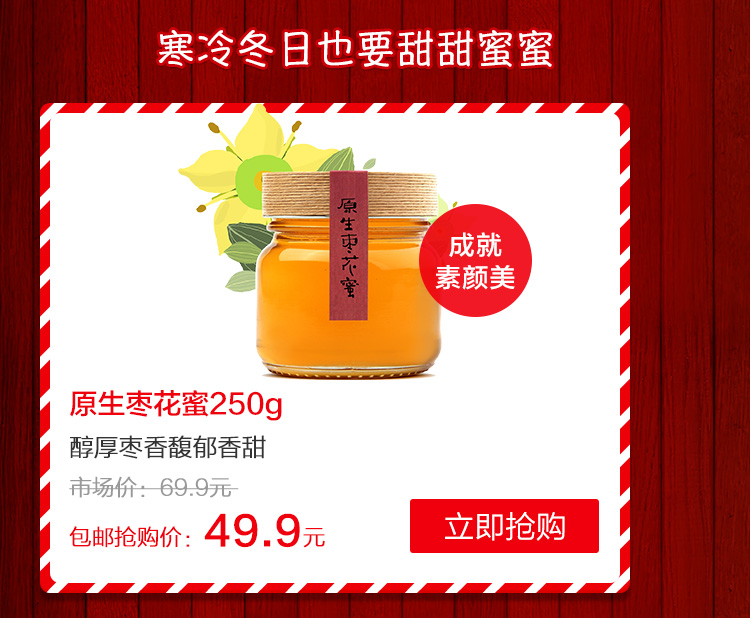 寒冷冬日也要甜甜蜜蜜
原生枣花蜜
成就
素颜美
原生枣花蜜250g
醇厚枣香馥郁香甜
市场价：69.9元
包邮抢购价：49.9元
立即抢购